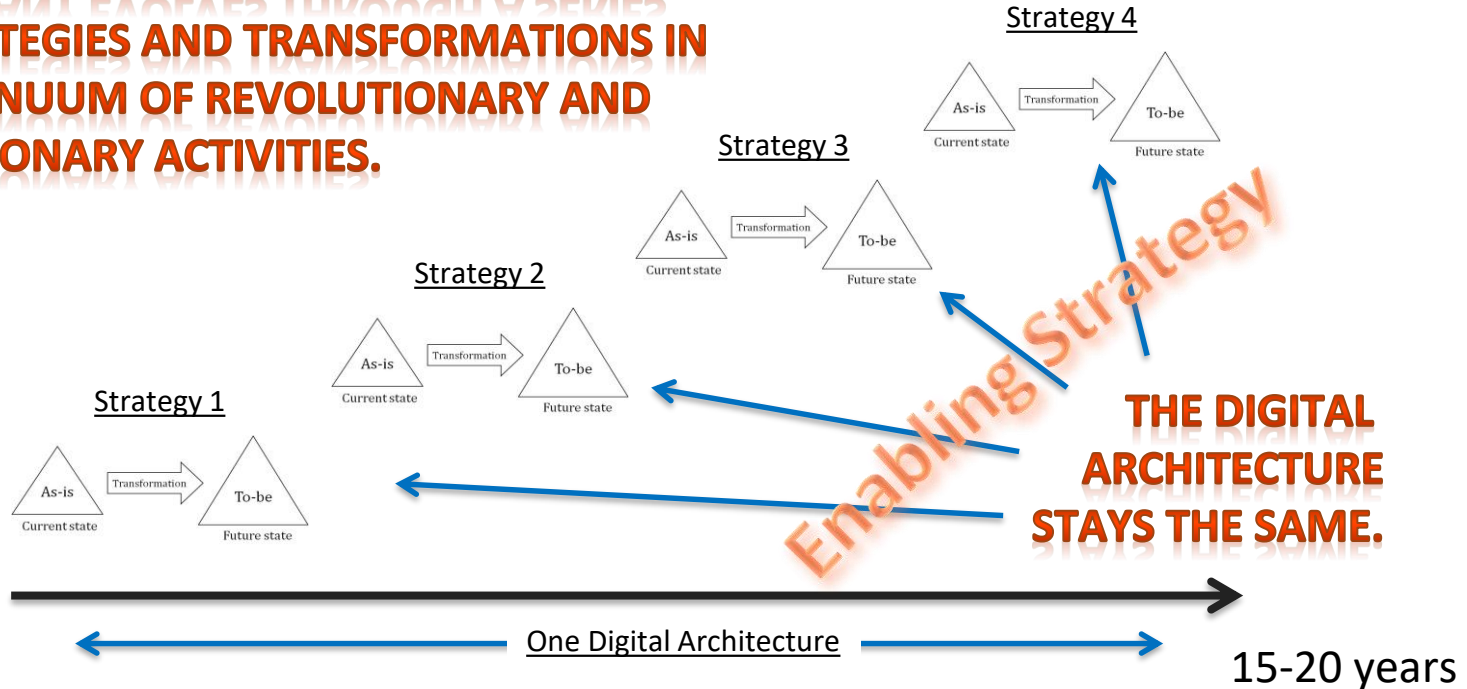 TEGIES AND TRANSFORMATIONS IN
NUUM OF REVOLUTIONARY AND
ONARY ACTIVITIES.
Strategy 4
As-is
Transformation
To-be
Current state
Future state
Strategy 3
As-is
Transformation
To-be
Current state
Future state
Strategy 2
As-is
Transformation
To-be
Current state
Future state
Strategy 1
As-is
Transformation
To-be
Current state
Future state
Enabling Strategy
THE DIGITAL
ARCHITECTURE
STAYS THE SAME.
One Digital Architecture
15-20 years